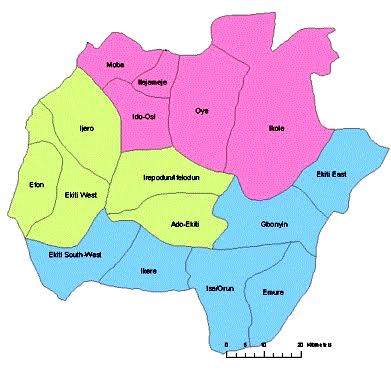 Moba
Ilejemeje
Ijero
Ido-Osi
Oye
Ikole
Efon
Irepodun/Ifelodun
Ekiti East
Ekiti West
Ado-Ekiti
Gbonyin
Ekiti South-West
Ikere
Ise/Orun
Emure
0 5 10 20 Kilometers